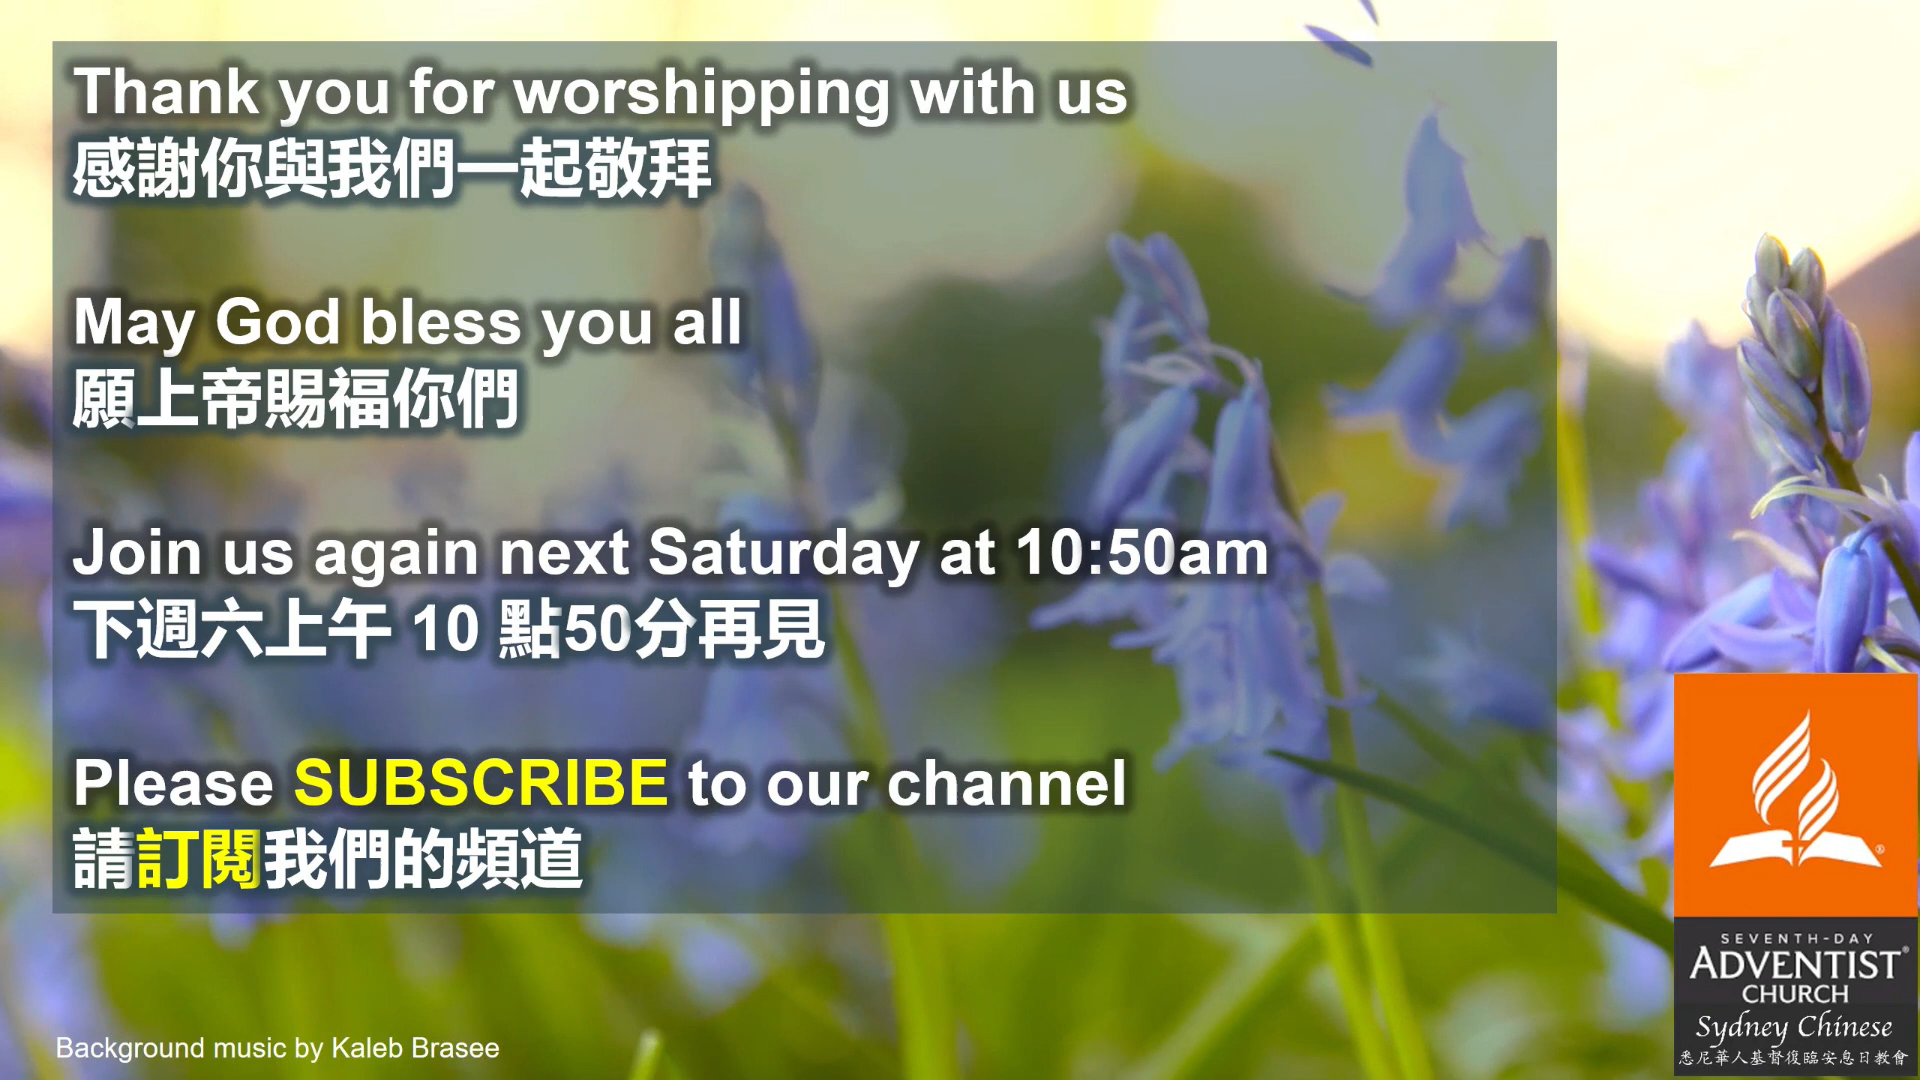 Thank you for worshipping with us
感謝你與我們一起敬拜
May God bless you all
願上帝賜福你們
Join us again next Saturday at 10:50am
下週六上午 10 點50分再見
Please SUBSCRIBE to our channel
請訂閱我們的頻道
SEVENTH-DAY
ADVENTIST®
CHURCH
Sydney Chinese
悉尼華人基督復臨安息日教會
Background music by Kaleb Brasee